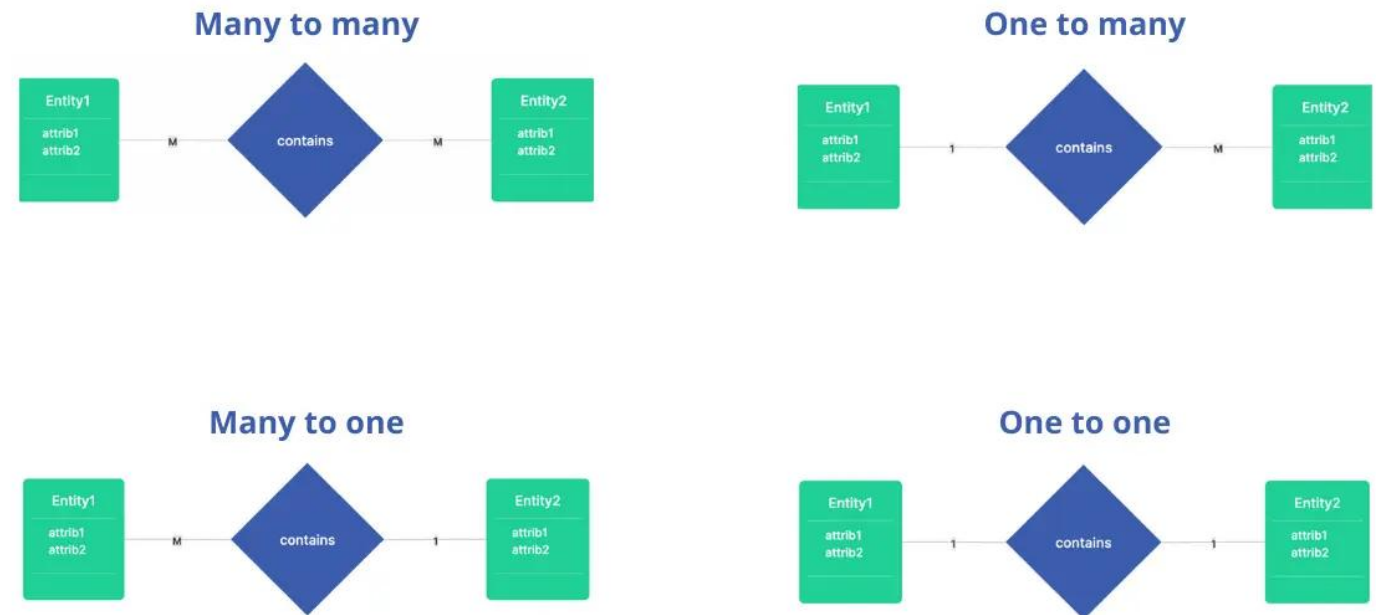 Many to many
Entity1
attrib1
attrib2
M
contains
M
Entity2
attrib1
attrib2
One to many
Entity1
attrib1
attrib2
1
contains
M
Entity2
attrib1
attrib2
Many to one
Entity1
attrib1
attrib2
M
contains
1
Entity2
attrib1
attrib2
One to one
Entity1
attrib1
attrib2
1
contains
1
Entity2
attrib1
attrib2